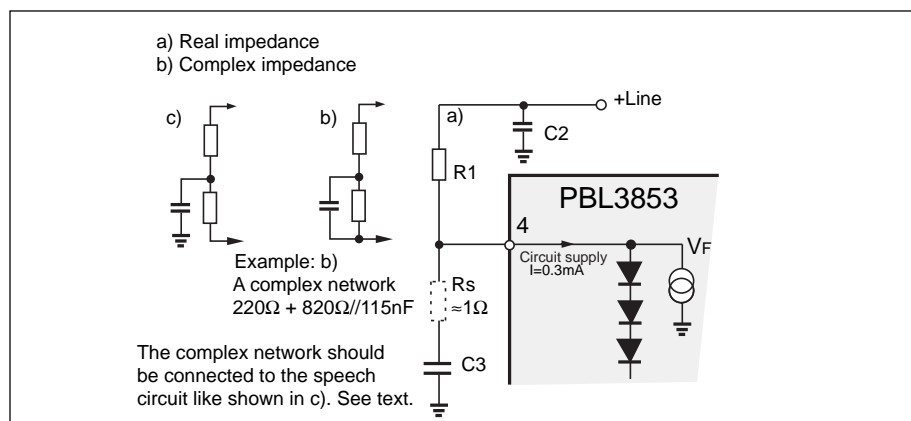 a) Real impedance
b) Complex impedance
c)
b)
a)
+Line
C2
R1
PBL3853
4
Circuit supply
I=0.3mA
VF
Example: b)
A complex network
220Ω + 820Ω//115nF
Rs
≈1Ω
C3
The complex network should
be connected to the speech
circuit like shown in c). See text.